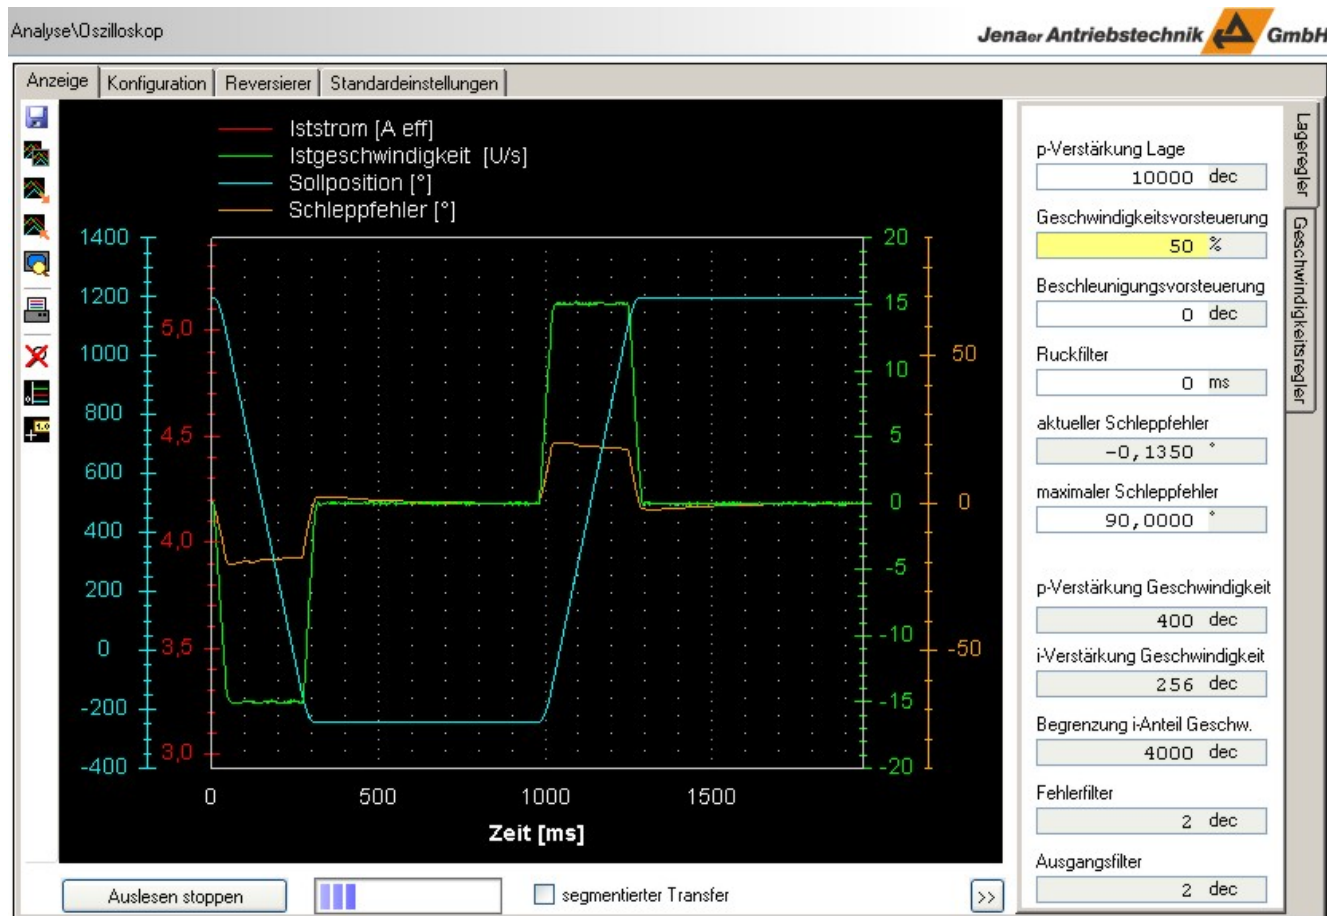 Analyse\Oszilloskop
Jenaer Antriebstechnik GmbH
Anzeige Konfiguration Reversierer Standardeinstellungen
Iststrom [A eff]
Istgeschwindigkeit [U/s]
Sollposition [°]
Schleppfehler [°]
1400
1200
1000
800
600
400
200
0
-200
-400
5,0
4,5
4,0
3,5
3,0
20
15
10
5
0
-5
-10
-15
-20
50
0
-50
0 500 1000 1500
Zeit [ms]
Auslesen stoppen
segmentierter Transfer
>>
p-Verstärkung Lage
10000 dec
Geschwindigkeitsvorsteuerung
50 %
Beschleunigungsvorsteuerung
0 dec
Ruckfilter
0 ms
aktueller Schleppfehler
-0,1350 °
maximaler Schleppfehler
90,0000 °
p-Verstärkung Geschwindigkeit
400 dec
i-Verstärkung Geschwindigkeit
256 dec
Begrenzung i-Anteil Geschw.
4000 dec
Fehlerfilter
2 dec
Ausgangsfilter
2 dec
Lageregler
Geschwindigkeitsregler